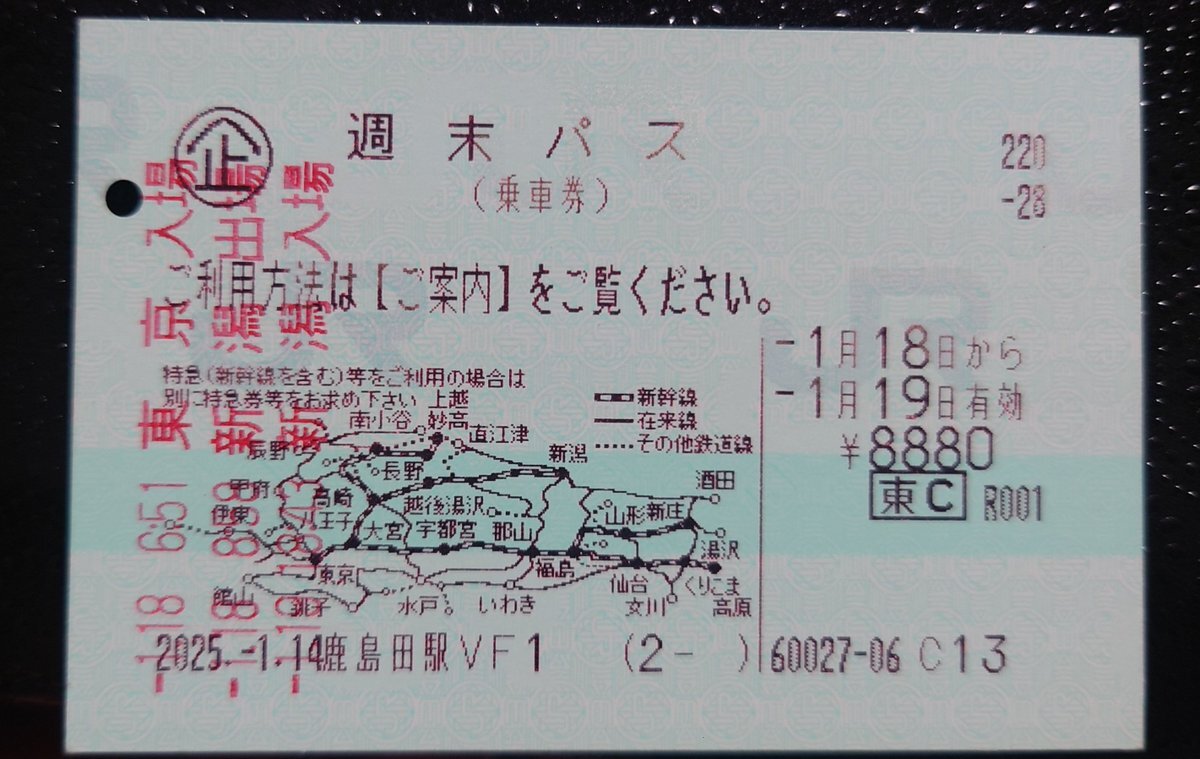 企
週末パス
(乗車券)
220
-28
ご利用方法は【ご案内】をご覧ください。
-1月18日から
-1月19日有効
¥8880
東C R001
特急(新幹線を含む)等をご利用の場合は
別に特急券等をお求め下さい
新幹線
在来線
その他鉄道線
上越
南小谷 妙高
直江津
辰野
長野
新潟
酒田
甲府
高崎
越後湯沢
山形 新庄
伊東
八王子
大宮 宇都宮 郡山
湯沢
東京
福島
仙台 くりこま
高原
館山
銚子
水戸 いわき
女川
2025.-1.14鹿島田駅VF1 (2- ) 60027-06 C13
-1.18 651 東京入場
-1.18 新潟出場
新潟入場